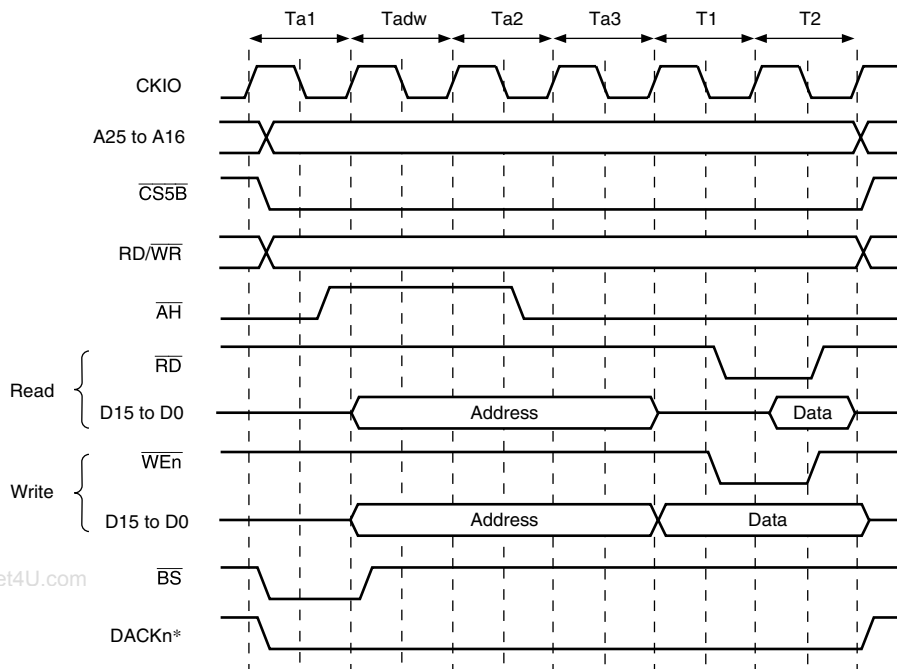 Ta1 Tadw Ta2 Ta3 T1 T2
CKIO
A25 to A16
CS5B
RD/WR
AH
RD
Read
D15 to D0 Address Data
WEn
Write
D15 to D0 Address Data
et4U.com
BS
DACKn*